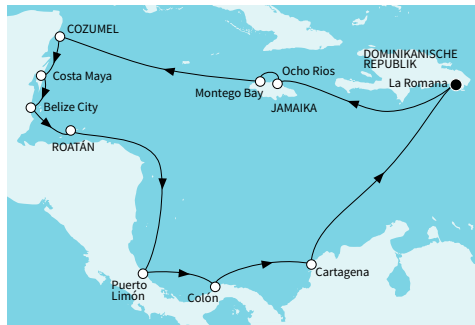 COZUMEL
Costa Maya
Belize City
ROATÁN
Montego Bay
Ocho Rios
JAMAIKA
DOMINIKANISCHE
REPUBLIK
La Romana
Puerto
Limón
Colón
Cartagena